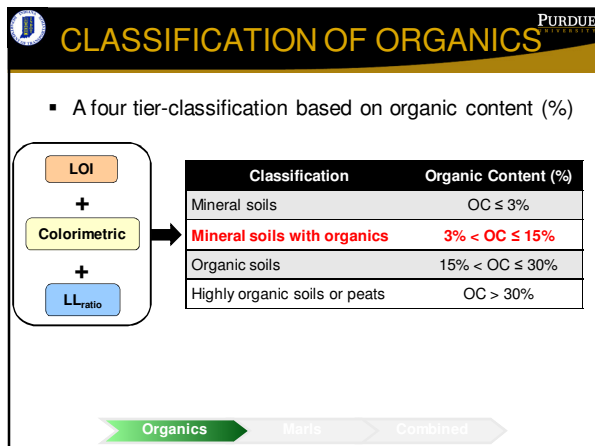 PURDUE
UNIVERSITY
CLASSIFICATION OF ORGANICS
▪ A four tier-classification based on organic content (%)
LOI
+
Colorimetric
+
LLratio
Classification Organic Content (%)
Mineral soils OC ≤ 3%
Mineral soils with organics 3% < OC ≤ 15%
Organic soils 15% < OC ≤ 30%
Highly organic soils or peats OC > 30%
Organics Marls Combined